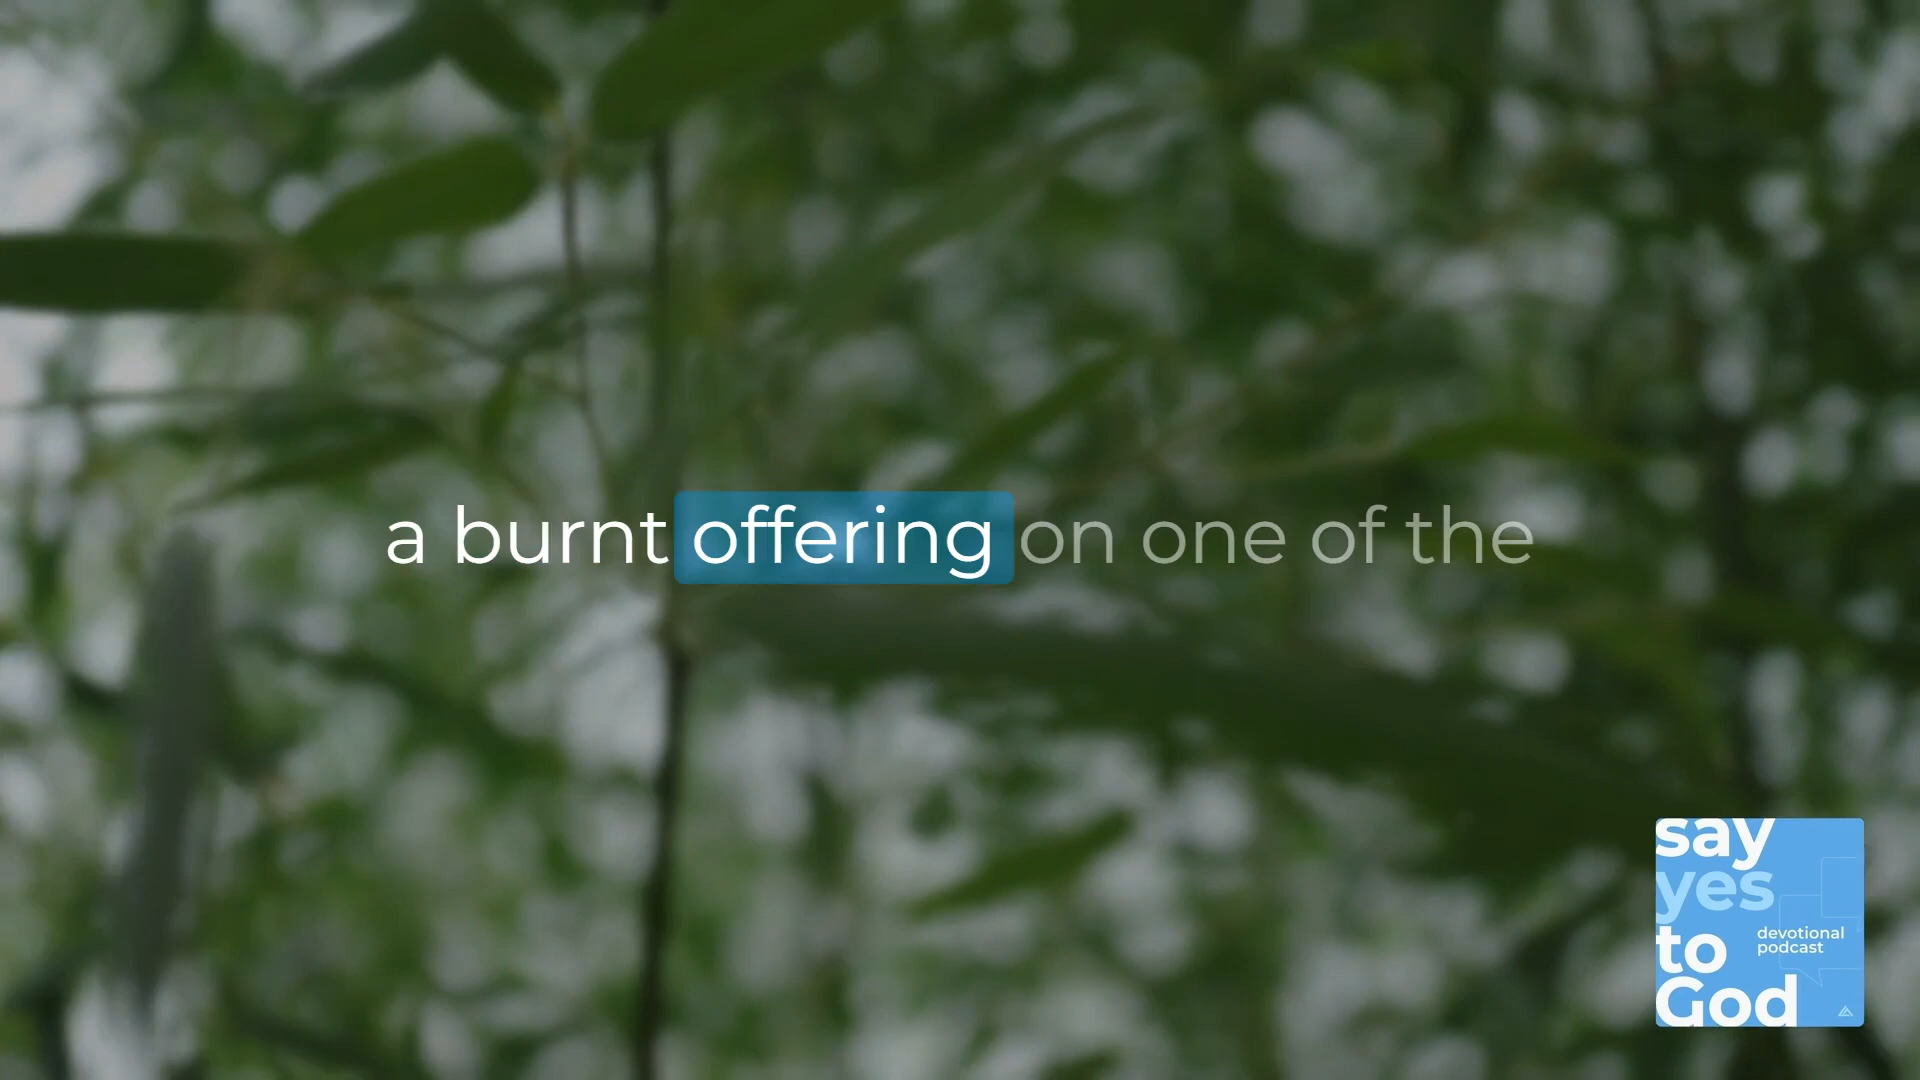 a burnt offering on one of the
say
yes
to
God
devotional
podcast